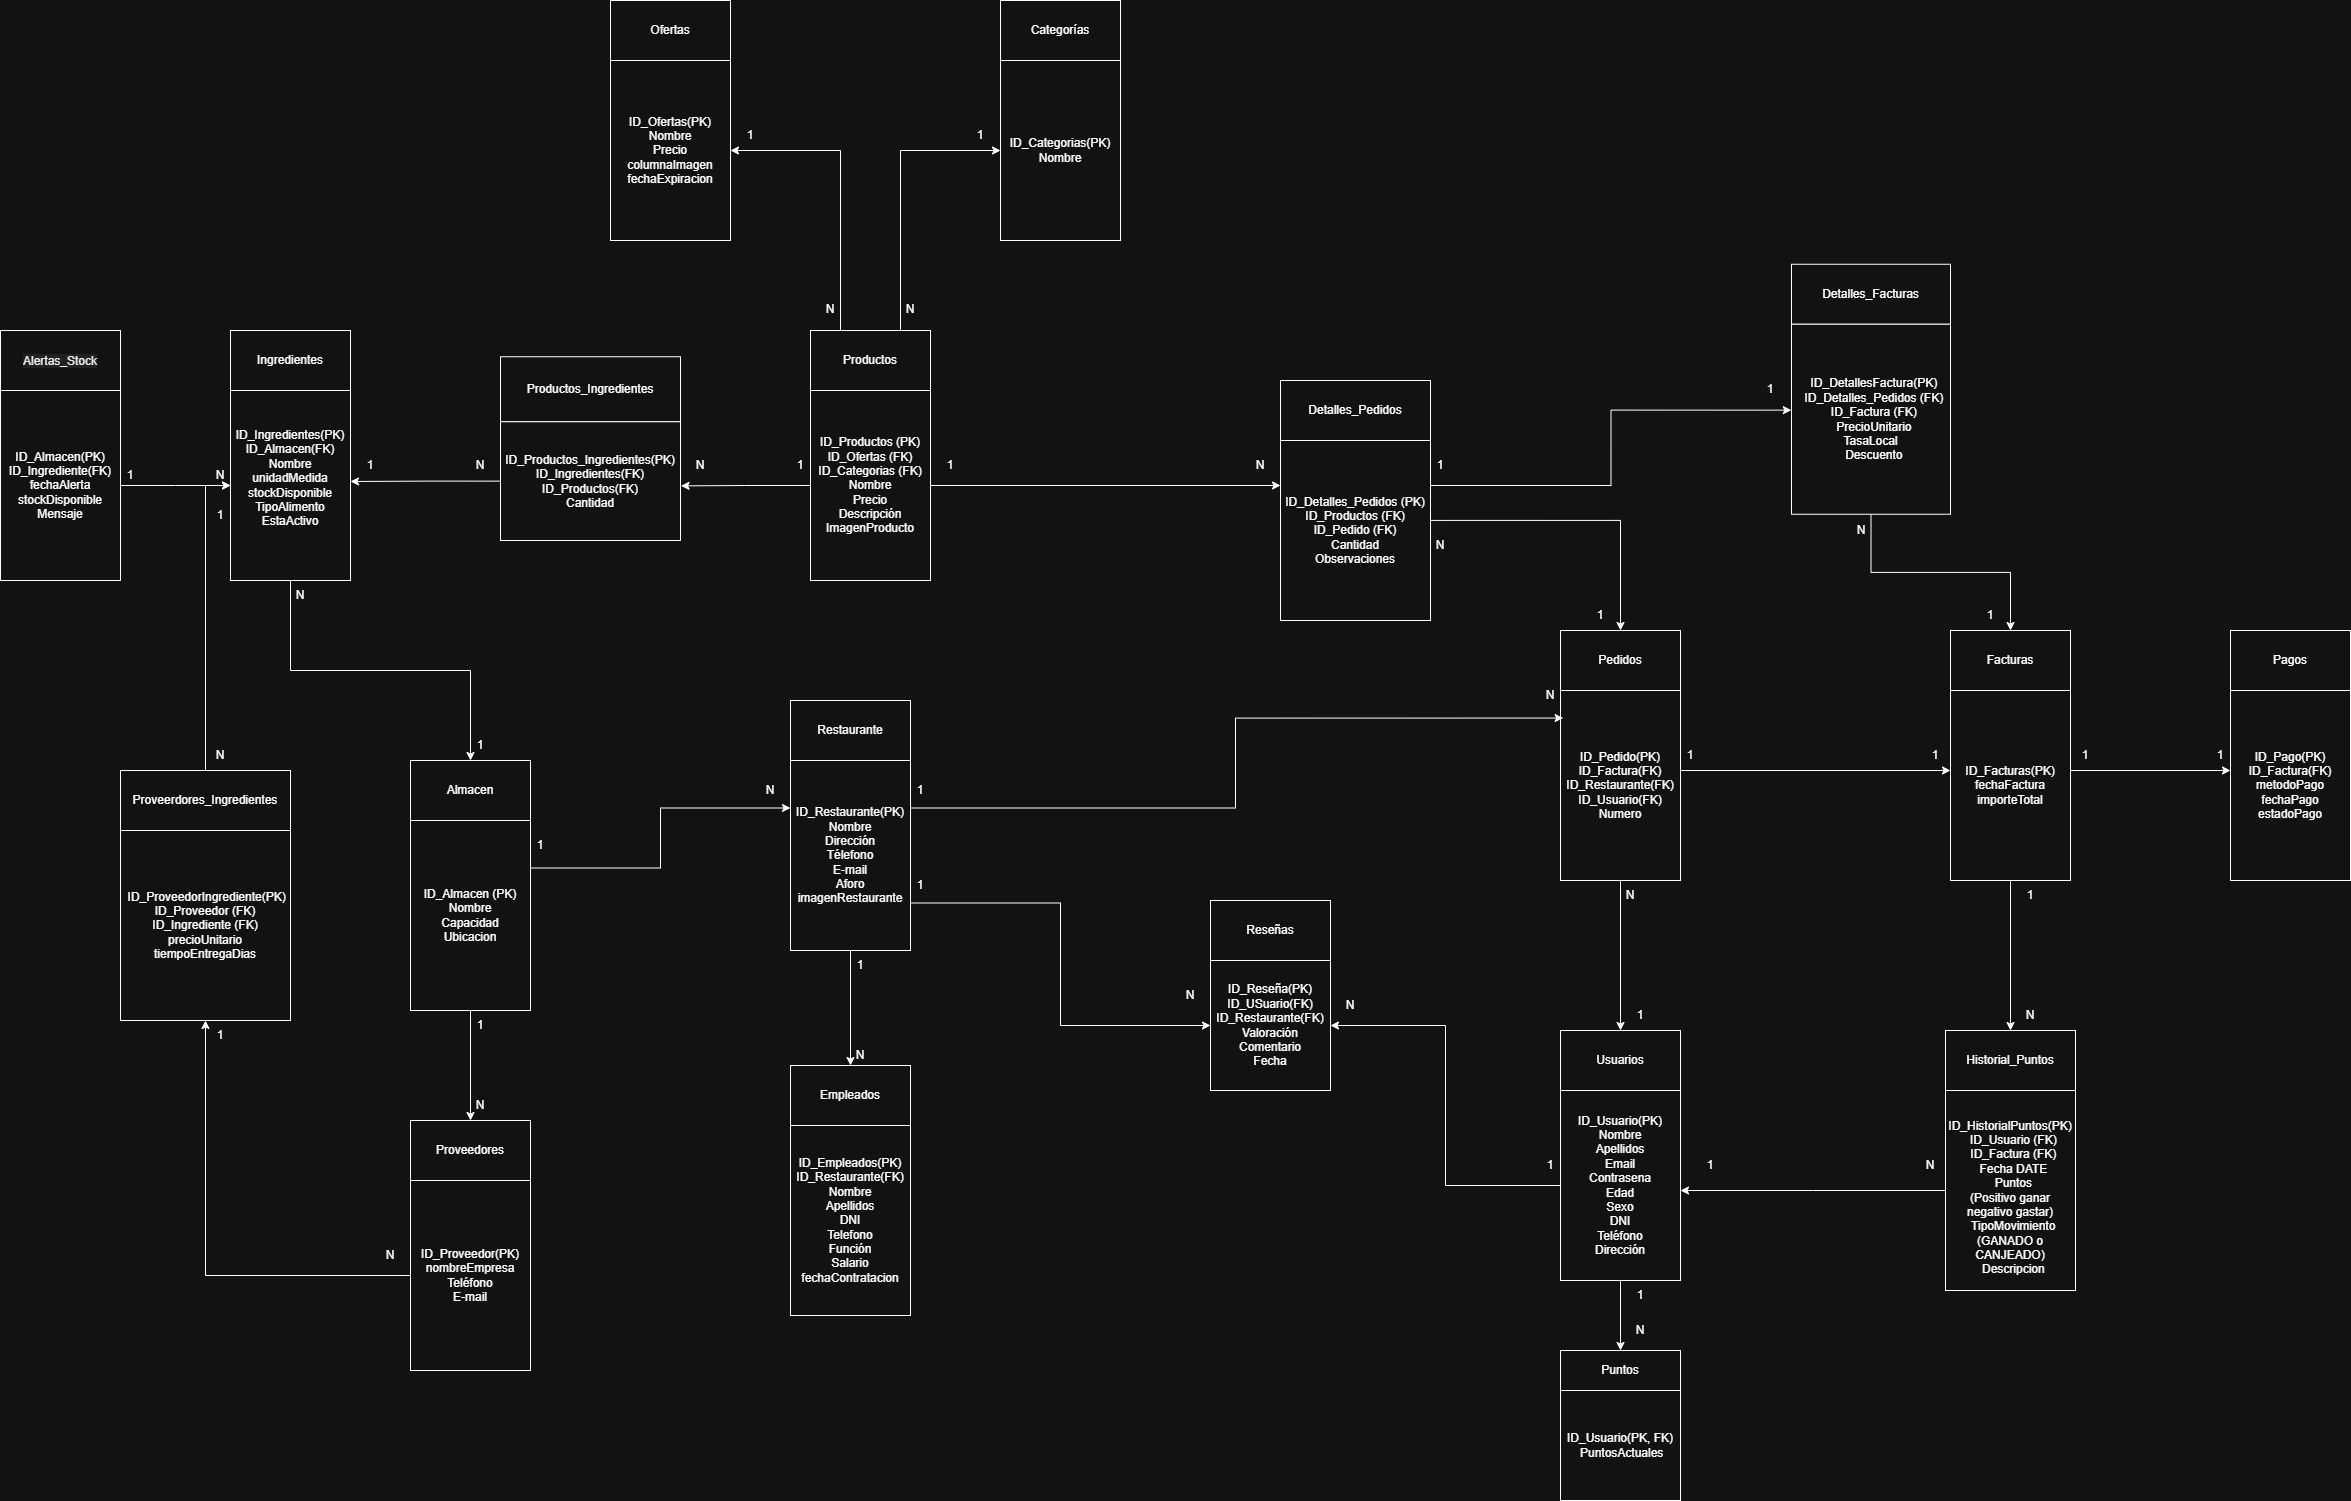 Ofertas
ID_Ofertas(PK)
Nombre
Precio
columnaImagen
fechaExpiracion
1
N
Categorías
ID_Categorias(PK)
Nombre
1
N
Detalles_Facturas
ID_DetallesFactura(PK)
ID_Detalles_Pedidos (FK)
ID_Factura (FK)
PrecioUnitario
TasaLocal
Descuento
1
N
Alertas_Stock
ID_Almacen(PK)
ID_Ingrediente(FK)
fechaAlerta
stockDisponible
Mensaje
1
N
1
Ingredientes
ID_Ingredientes(PK)
ID_Almacen(FK)
Nombre
unidadMedida
stockDisponible
TipoAlimento
EstaActivo
1
N
N
Productos_Ingredientes
ID_Productos_Ingredientes(PK)
ID_Ingredientes(FK)
ID_Productos(FK)
Cantidad
N
1
Productos
ID_Productos (PK)
ID_Ofertas (FK)
ID_Categorias (FK)
Nombre
Precio
Descripción
ImagenProducto
1
N
Detalles_Pedidos
ID_Detalles_Pedidos (PK)
ID_Productos (FK)
ID_Pedido (FK)
Cantidad
Observaciones
1
N
1
1
Pedidos
ID_Pedido(PK)
ID_Factura(FK)
ID_Restaurante(FK)
ID_Usuario(FK)
Numero
N
1
1
N
Facturas
ID_Facturas(PK)
fechaFactura
importeTotal
1
1
1
Pagos
ID_Pago(PK)
ID_Factura(FK)
metodoPago
fechaPago
estadoPago
N
Proveerdores_Ingredientes
ID_ProveedorIngrediente(PK)
ID_Proveedor (FK)
ID_Ingrediente (FK)
precioUnitario
tiempoEntregaDias
1
N
1
Almacen
ID_Almacen (PK)
Nombre
Capacidad
Ubicacion
1
N
1
N
Restaurante
ID_Restaurante(PK)
Nombre
Dirección
Télefono
E-mail
Aforo
imagenRestaurante
1
1
1
N
Reseñas
ID_Reseña(PK)
ID_USuario(FK)
ID_Restaurante(FK)
Valoración
Comentario
Fecha
N
N
1
Proveedores
ID_Proveedor(PK)
nombreEmpresa
Teléfono
E-mail
Empleados
ID_Empleados(PK)
ID_Restaurante(FK)
Nombre
Apellidos
DNI
Telefono
Función
Salario
fechaContratacion
1
Usuarios
ID_Usuario(PK)
Nombre
Apellidos
Email
Contrasena
Edad
Sexo
DNI
Teléfono
Dirección
1
N
1
N
Historial_Puntos
ID_HistorialPuntos(PK)
ID_Usuario (FK)
ID_Factura (FK)
Fecha DATE
Puntos
(Positivo ganar
negativo gastar)
TipoMovimiento
(GANADO o
CANJEADO)
Descripcion
N
1
Puntos
ID_Usuario(PK, FK)
PuntosActuales